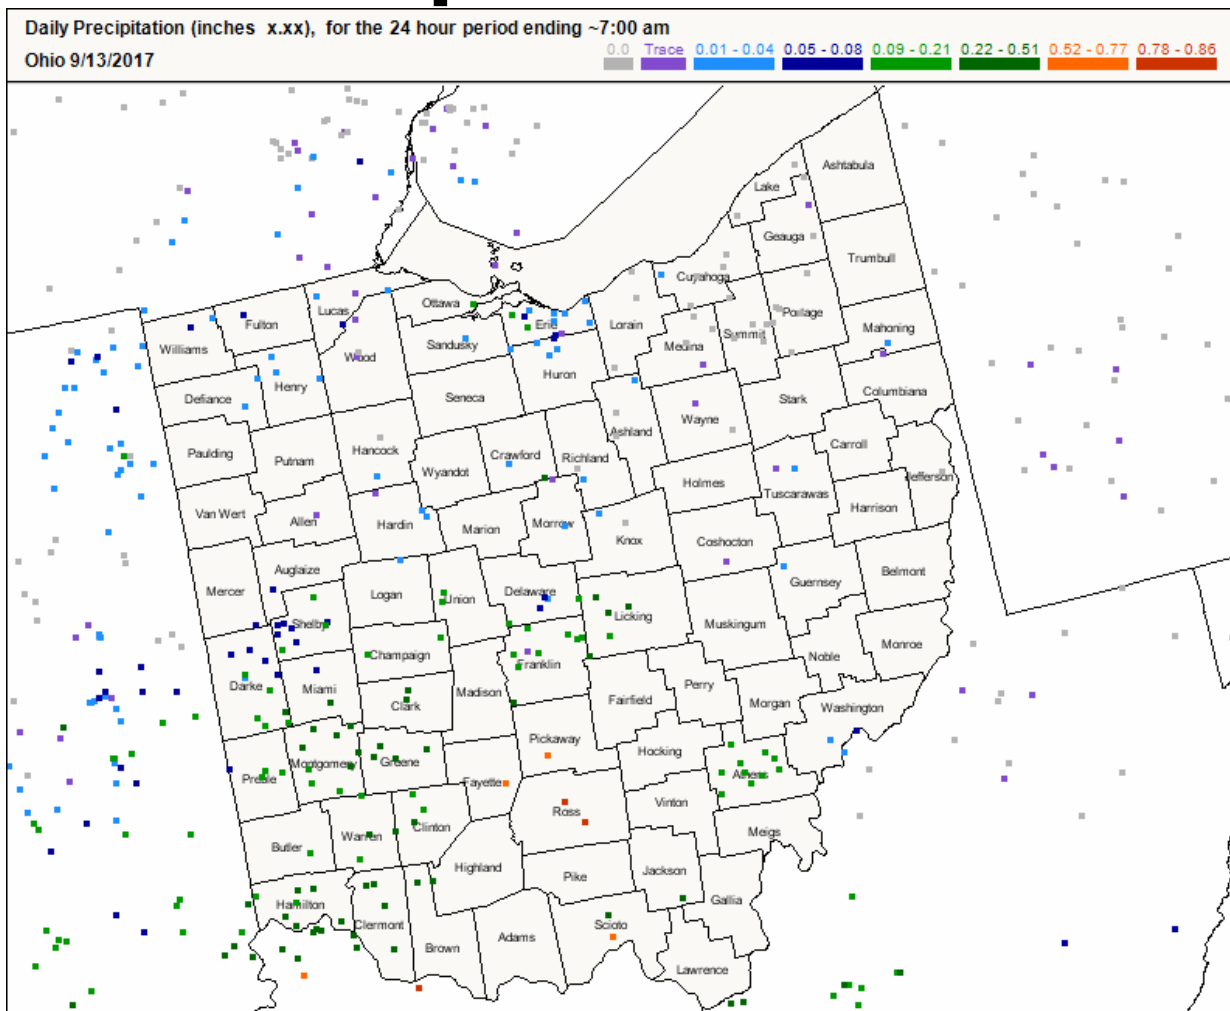 Daily Precipitation (inches x.xx), for the 24 hour period ending ~7:00 am
Ohio 9/13/2017
0.0 Trace 0.01 - 0.04 0.05 - 0.08 0.09 - 0.21 0.22 - 0.51 0.52 - 0.77 0.78 - 0.86
Ashtabula
Lake
Geauga
Trumbull
Cuyahoga
Ottawa
Lucas
Fulton
Erie
Lorain
Portage
Summit
Mahoning
Williams
Wood
Sandusky
Medina
Huron
Henry
Defiance
Seneca
Stark
Columbiana
Wayne
Ashland
Carroll
Paulding
Putnam
Hancock
Wyandot
Crawford
Richland
Holmes
Jefferson
Tuscarawas
Harrison
Van Wert
Allen
Hardin
Marion
Morrow
Knox
Coshocton
Auglaize
Belmont
Guernsey
Mercer
Logan
Union
Delaware
Licking
Muskingum
Shelby
Monroe
Noble
Champaign
Franklin
Darke
Miami
Madison
Perry
Fairfield
Morgan
Clark
Washington
Pickaway
Hocking
Montgomery
Greene
Preble
Fayette
Athens
Vinton
Ross
Clinton
Warren
Butler
Meigs
Highland
Jackson
Pike
Gallia
Hamilton
Clermont
Scioto
Adams
Brown
Lawrence